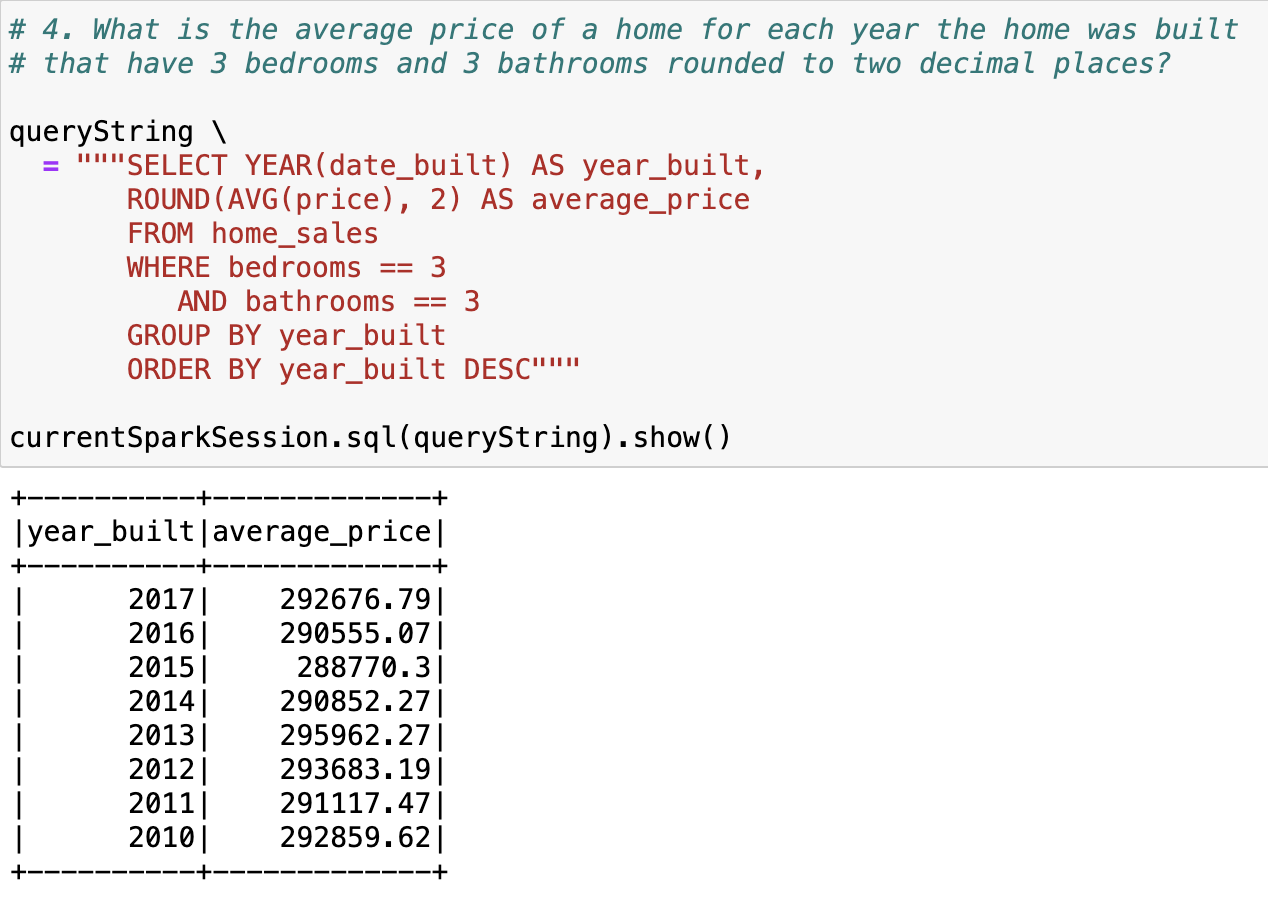 # 4. What is the average price of a home for each year the home was built
# that have 3 bedrooms and 3 bathrooms rounded to two decimal places?

queryString \
  = """SELECT YEAR(date_built) AS year_built,
       ROUND(AVG(price), 2) AS average_price
       FROM home_sales
       WHERE bedrooms == 3
          AND bathrooms == 3
       GROUP BY year_built
       ORDER BY year_built DESC"""

currentSparkSession.sql(queryString).show()
+----------+-------------+
|year_built|average_price|
+----------+-------------+
|      2017|    292676.79|
|      2016|    290555.07|
|      2015|     288770.3|
|      2014|    290852.27|
|      2013|    295962.27|
|      2012|    293683.19|
|      2011|    291117.47|
|      2010|    292859.62|
+----------+-------------+